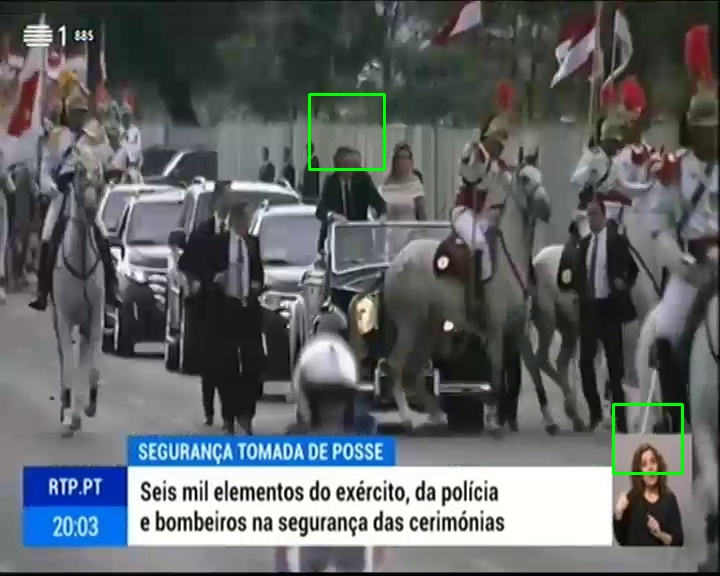 1 885
SEGURANÇA TOMADA DE POSSE
RTP.PT
Seis mil elementos do exército, da polícia
20:03
e bombeiros na segurança das cerimónias